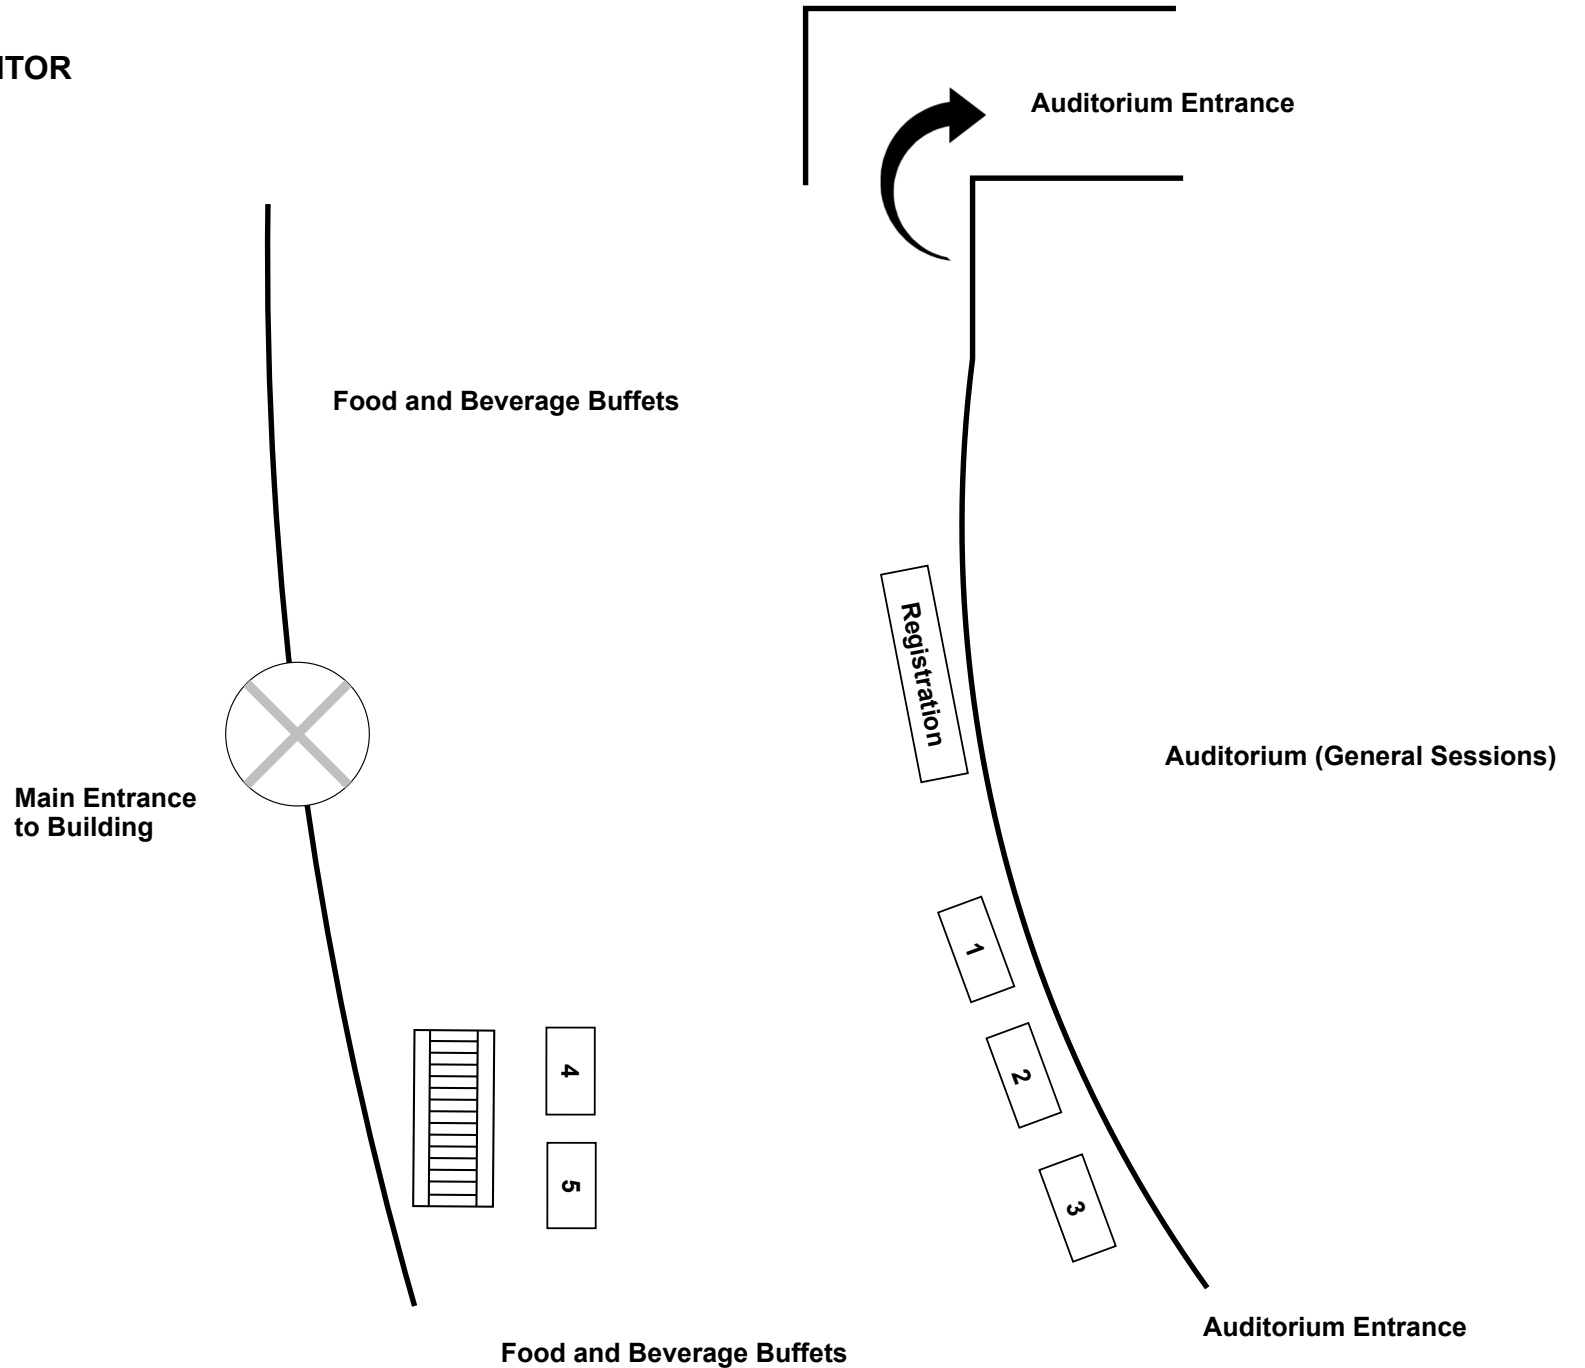 ITOR
Auditorium Entrance
Food and Beverage Buffets
Registration
Auditorium (General Sessions)
Main Entrance
to Building
1
2
3
4
5
Auditorium Entrance
Food and Beverage Buffets